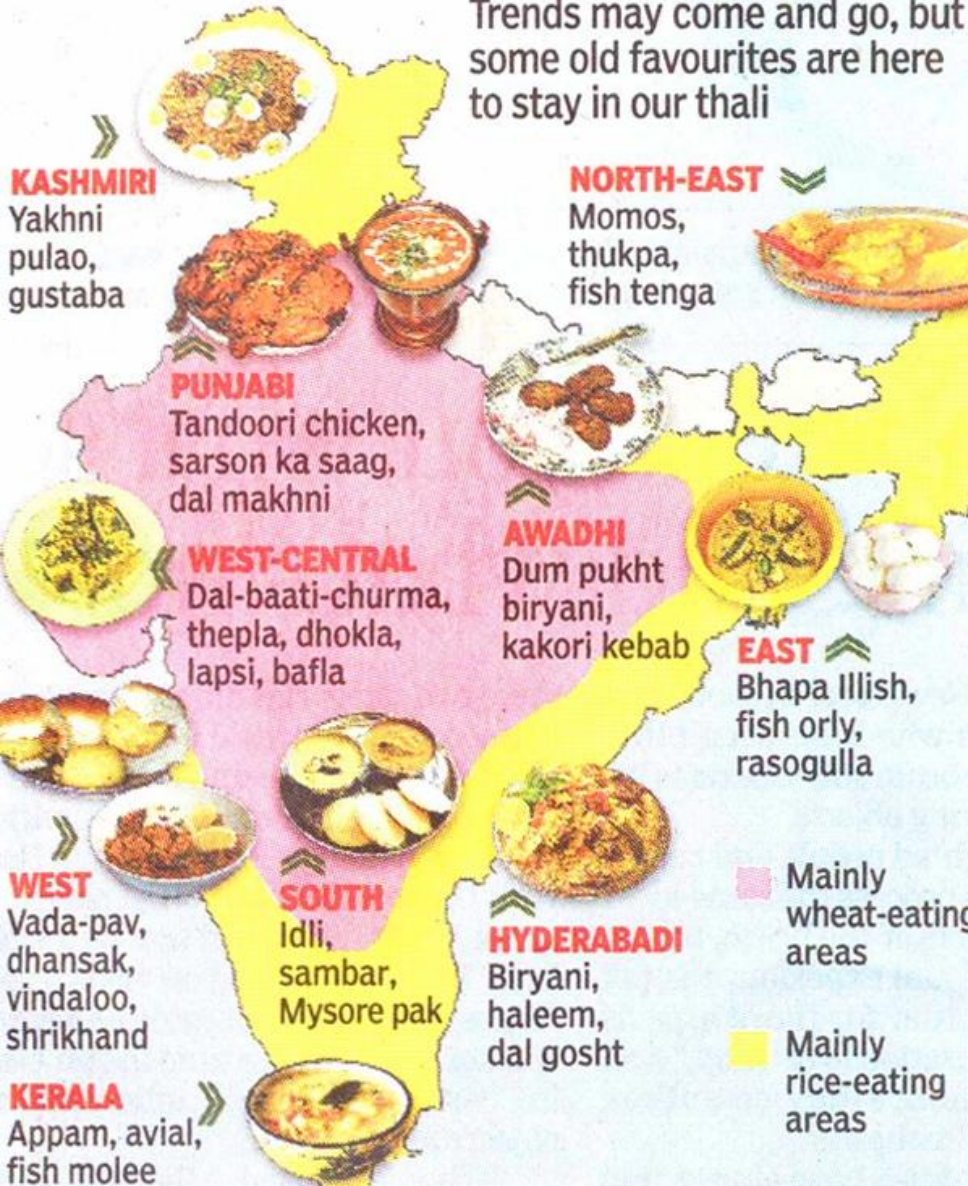 Trends may come and go, but
some old favourites are here
to stay in our thali
KASHMIRI
Yakhni
pulao,
gustaba
NORTH-EAST
Momos,
thukpa,
fish tenga
PUNJABI
Tandoori chicken,
sarson ka saag,
dal makhni
WEST-CENTRAL
Dal-baati-churma,
thepla, dhokla,
lapsi, bafla
AWADHI
Dum pukht
biryani,
kakori kebab
EAST
Bhapa Illish,
fish orly,
rasogulla
WEST
Vada-pav,
dhansak,
vindaloo,
shrikhand
SOUTH
Idli,
sambar,
Mysore pak
HYDERABADI
Biryani,
haleem,
dal gosht
KERALA
Appam, avial,
fish molee
Mainly
wheat-eating
areas
Mainly
rice-eating
areas